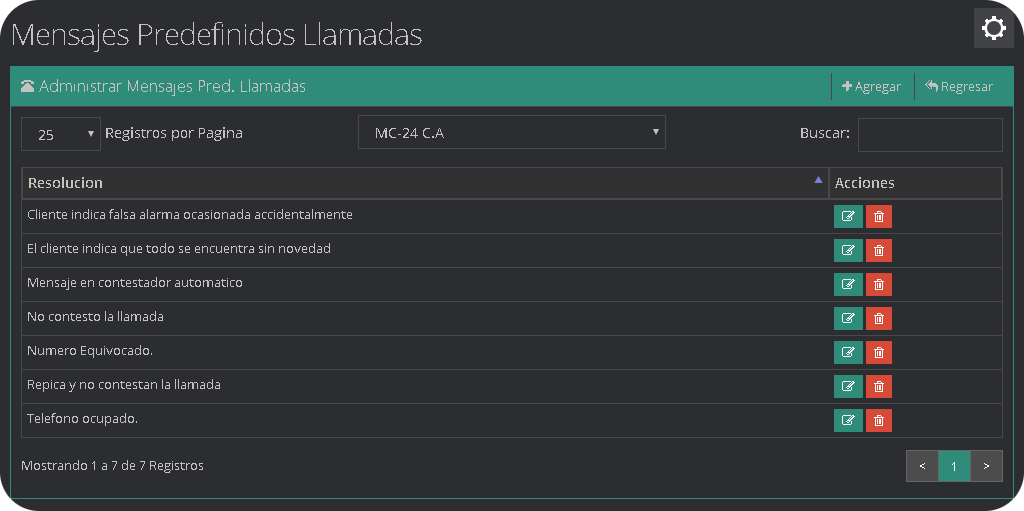 Mensajes Predefinidos Llamadas
Administrar Mensajes Pred. Llamadas
Agregar
Regresar
25
Registros por Pagina
MC-24 C.A
Buscar:
Resolucion
Acciones
Cliente indica falsa alarma ocasionada accidentalmente
El cliente indica que todo se encuentra sin novedad
Mensaje en contestador automatico
No contesto la llamada
Numero Equivocado.
Repica y no contestan la llamada
Telefono ocupado.
Mostrando 1 a 7 de 7 Registros
< 1 >